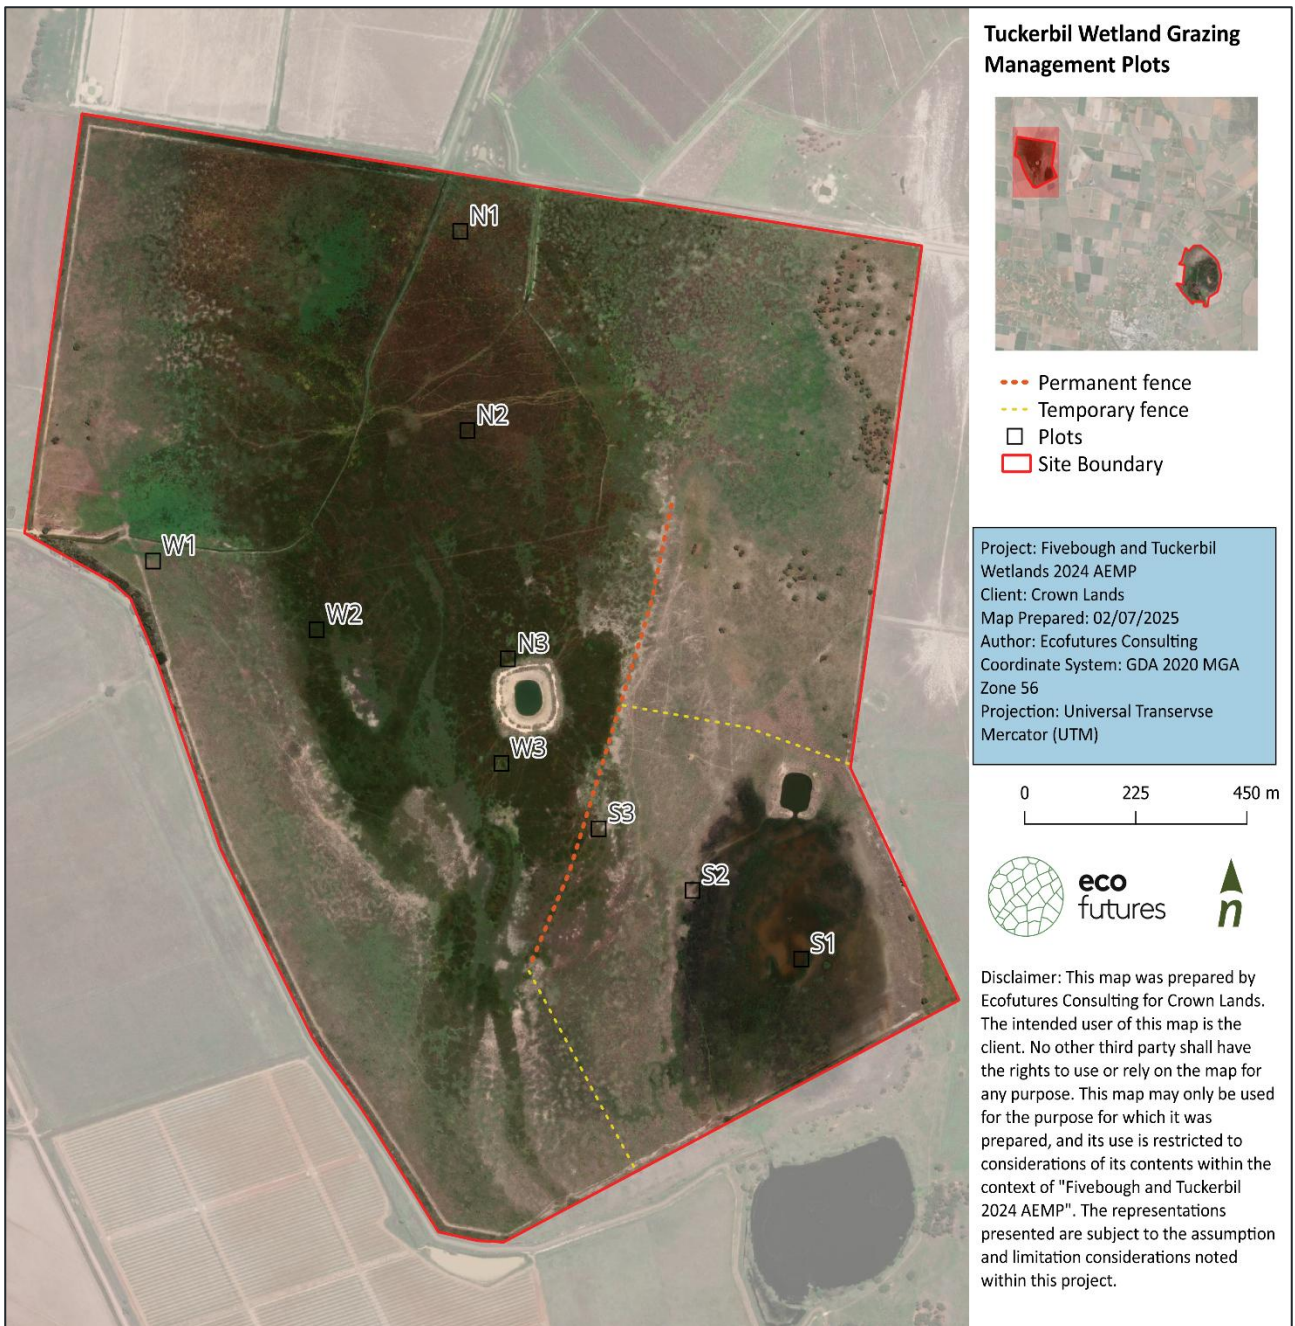 Tuckerbil Wetland Grazing
Management Plots
N1
N2
W1
W2
N3
W3
S3
S2
S1
Permanent fence
Temporary fence
Plots
Site Boundary
Project: Fivebough and Tuckerbil
Wetlands 2024 AEMP
Client: Crown Lands
Map Prepared: 02/07/2025
Author: Ecofutures Consulting
Coordinate System: GDA 2020 MGA
Zone 56
Projection: Universal Transervse
Mercator (UTM)
0 225 450 m
eco
futures
n
Disclaimer: This map was prepared by
Ecofutures Consulting for Crown Lands.
The intended user of this map is the
client. No other third party shall have
the rights to use or rely on the map for
any purpose. This map may only be used
for the purpose for which it was
prepared, and its use is restricted to
considerations of its contents within the
context of "Fivebough and Tuckerbil
2024 AEMP". The representations
presented are subject to the assumption
and limitation considerations noted
within this project.